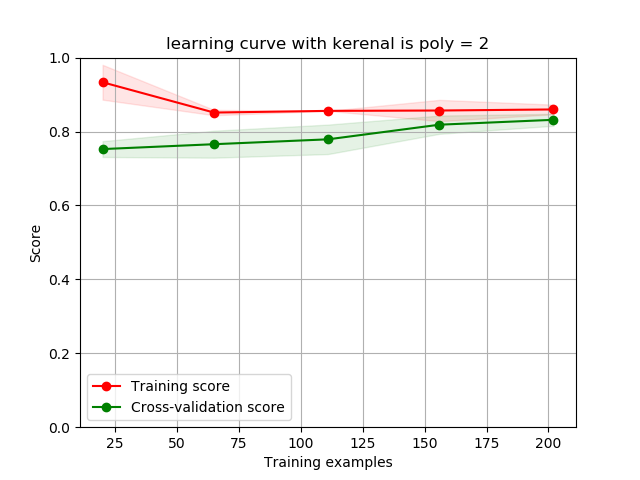 learning curve with kerenal is poly = 2
1.0
0.8
0.6
0.4
0.2
0.0
Score
Training score
Cross-validation score
25 50 75 100 125 150 175 200
Training examples